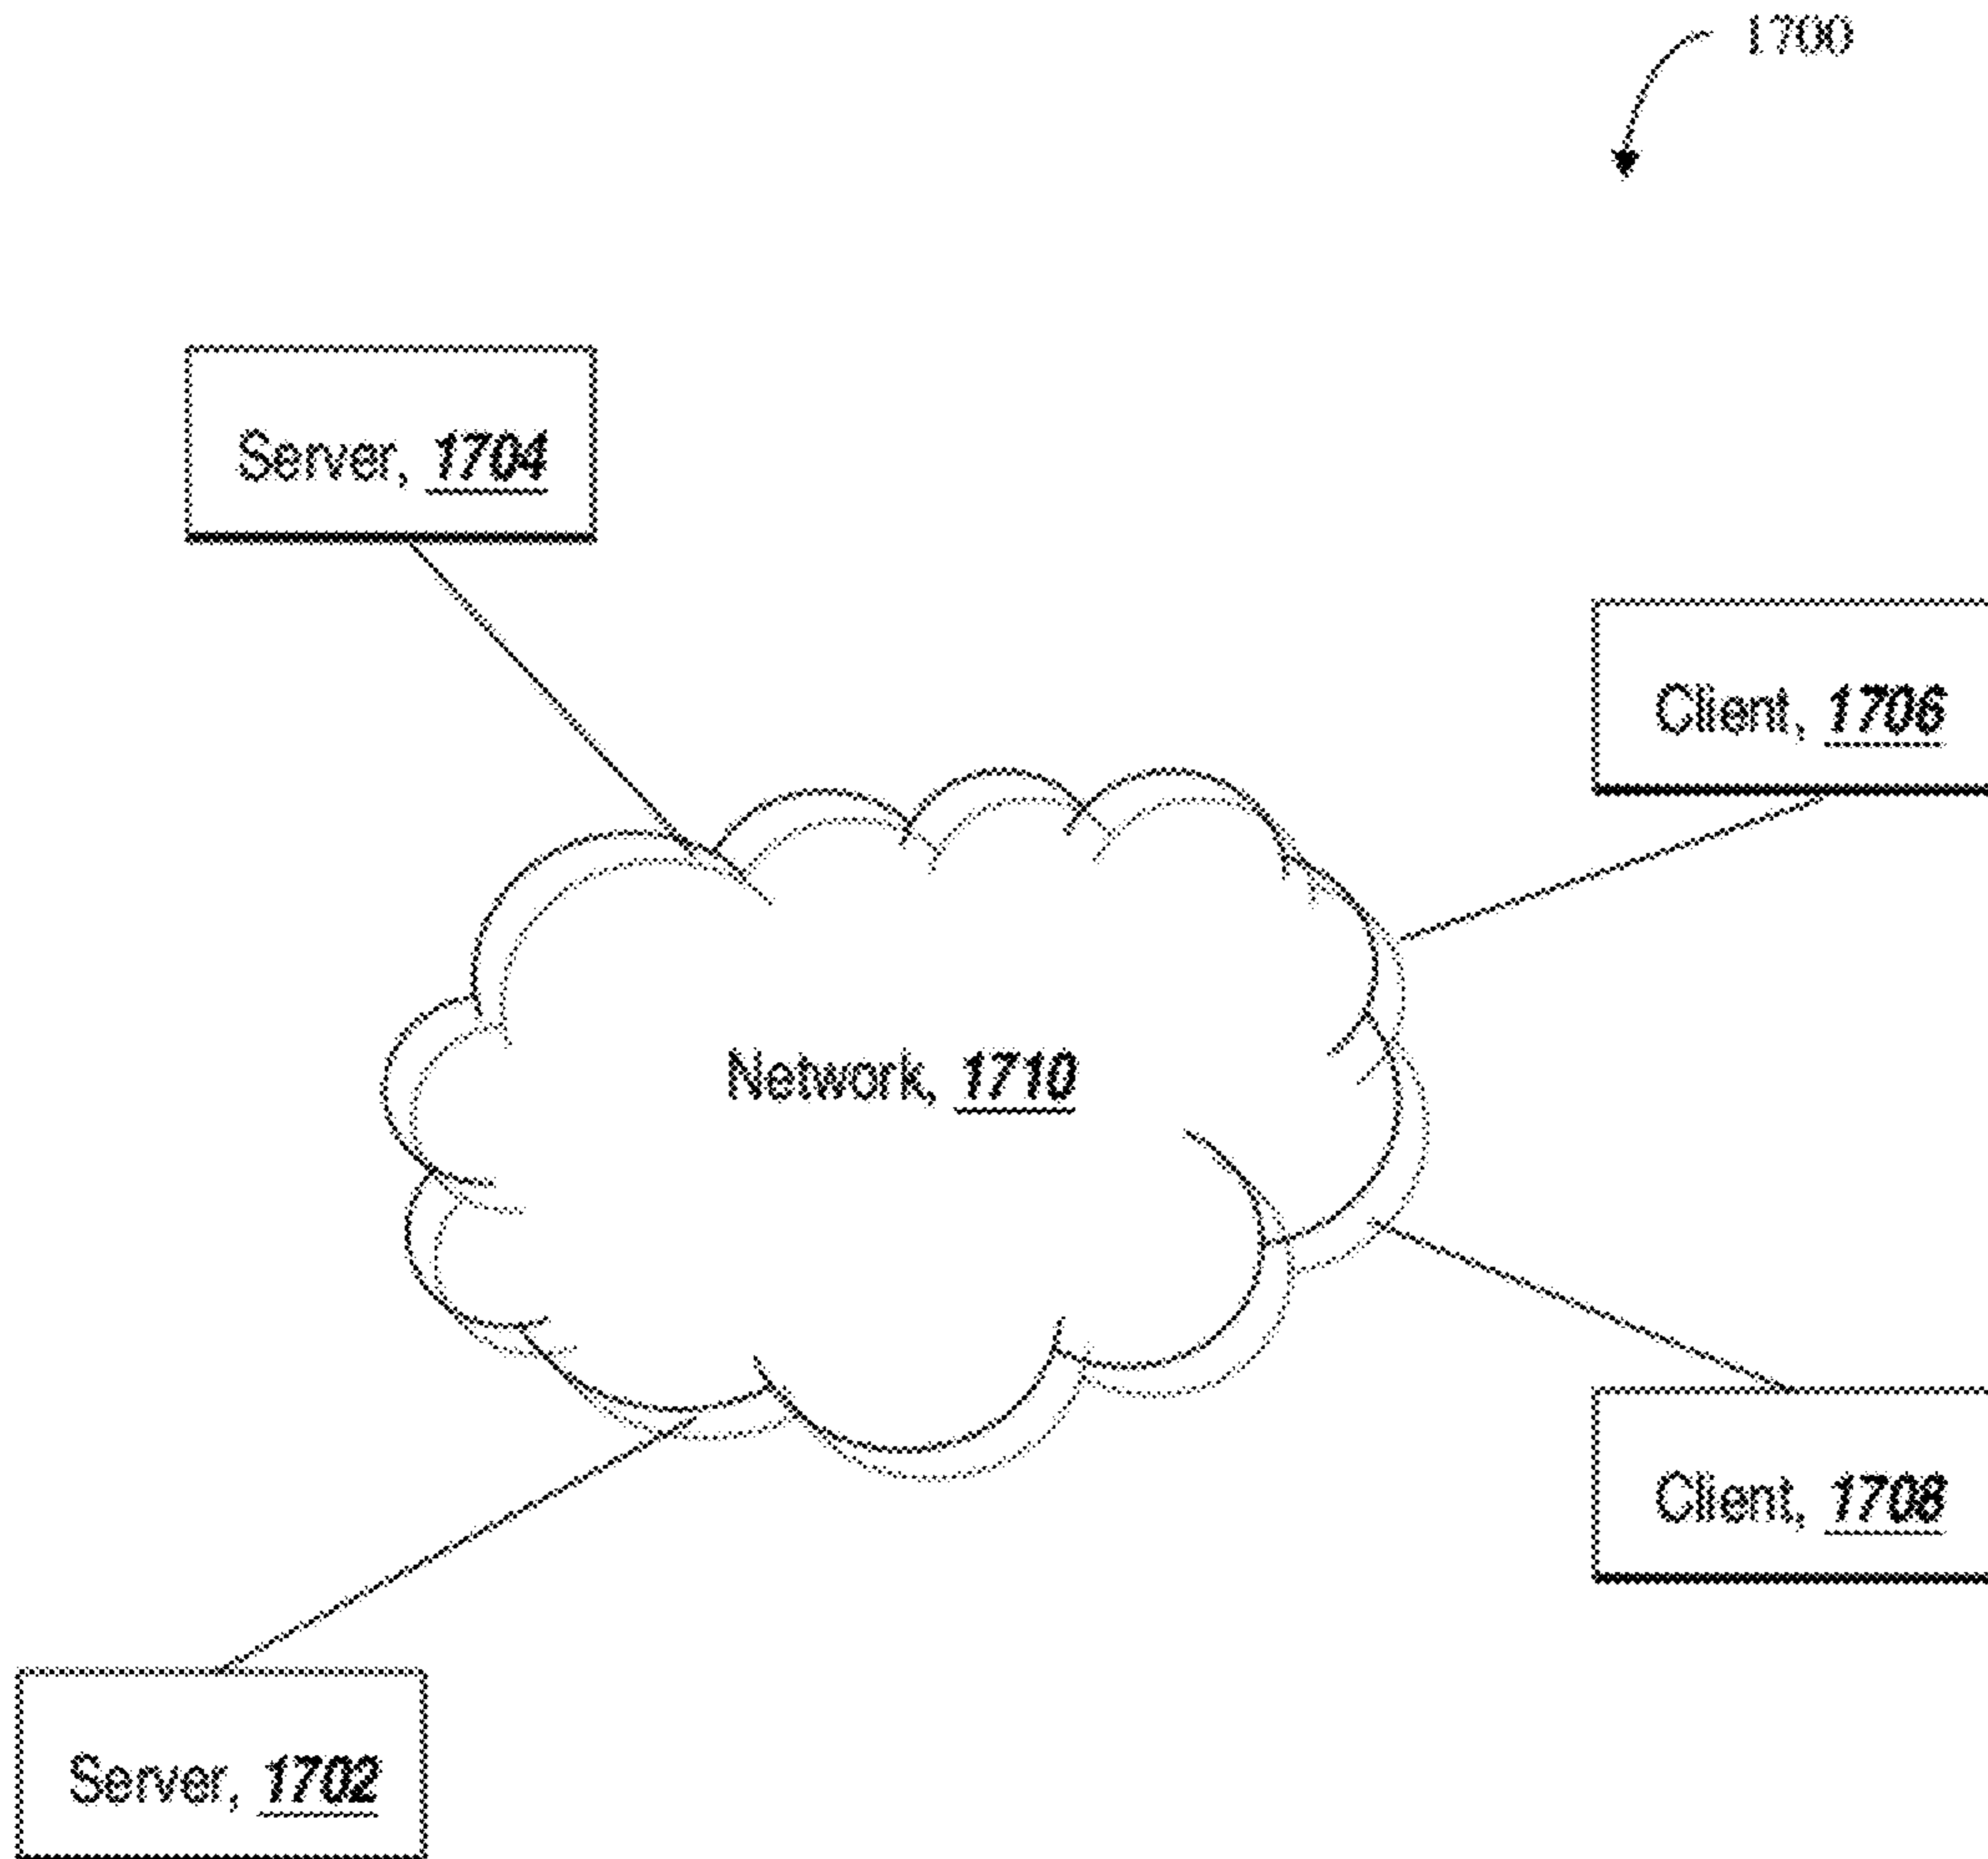 1700
Server, 1704
Client, 1706
Network, 1710
Client, 1708
Server, 1702